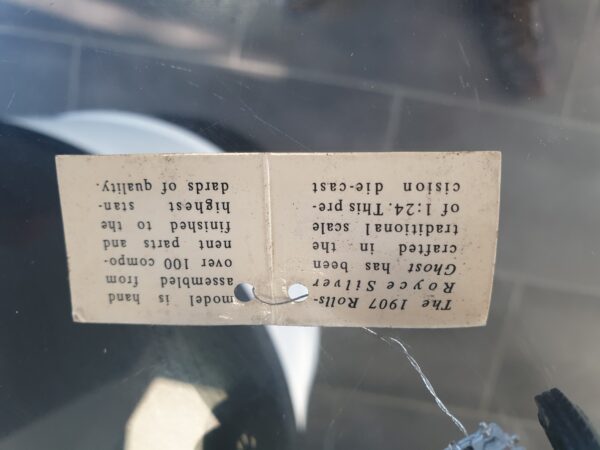 The 1907 Rolls-
Royce Silver
Ghost has been
crafted in the
traditional scale
of 1:24. This pre-
cision die-cast
model is hand
assembled from
over 100 compo-
nent parts and
finished to the
highest stan-
dards of quality.